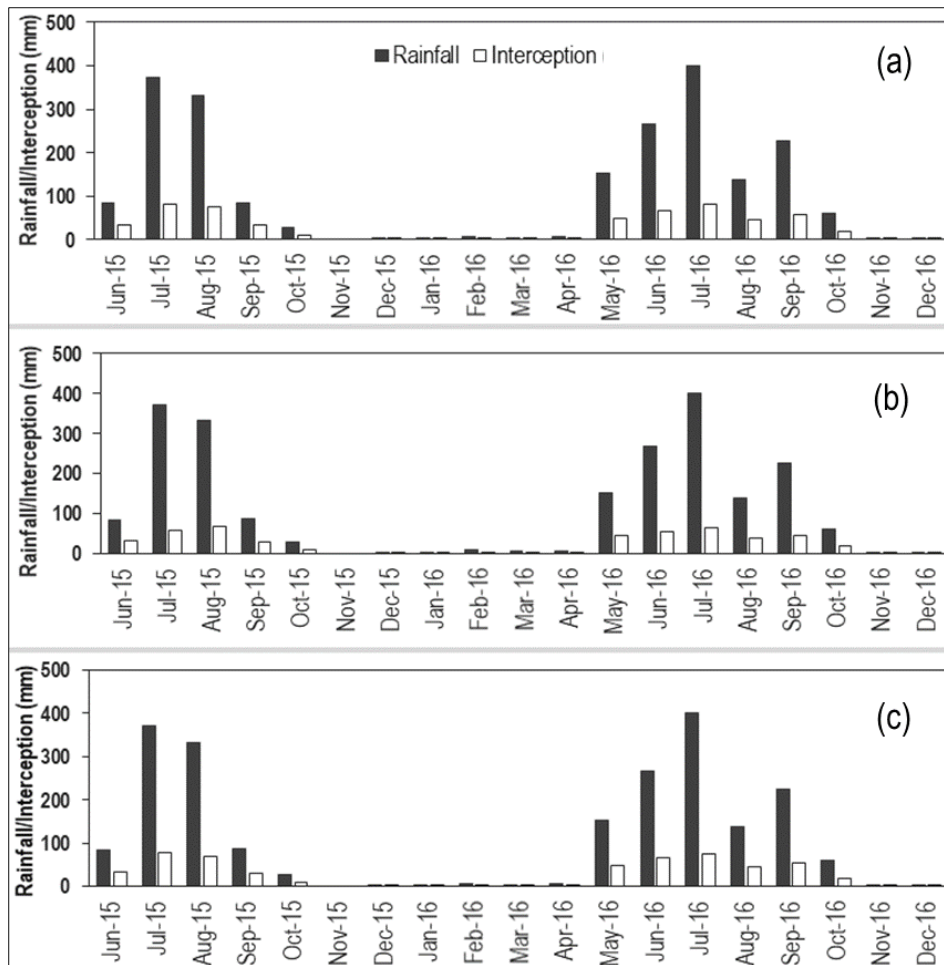 500
400
300
200
100
0
Rainfall/Interception (mm)
Rainfall Interception (
(a)
Jun-15 Jul-15 Aug-15 Sep-15 Oct-15 Nov-15 Dec-15 Jan-16 Feb-16 Mar-16 Apr-16 May-16 Jun-16 Jul-16 Aug-16 Sep-16 Oct-16 Nov-16 Dec-16
500
400
300
200
100
0
Rainfall/Interception (mm)
(b)
Jun-15 Jul-15 Aug-15 Sep-15 Oct-15 Nov-15 Dec-15 Jan-16 Feb-16 Mar-16 Apr-16 May-16 Jun-16 Jul-16 Aug-16 Sep-16 Oct-16 Nov-16 Dec-16
500
400
300
200
100
0
Rainfall/Interception (mm)
(c)
Jun-15 Jul-15 Aug-15 Sep-15 Oct-15 Nov-15 Dec-15 Jan-16 Feb-16 Mar-16 Apr-16 May-16 Jun-16 Jul-16 Aug-16 Sep-16 Oct-16 Nov-16 Dec-16